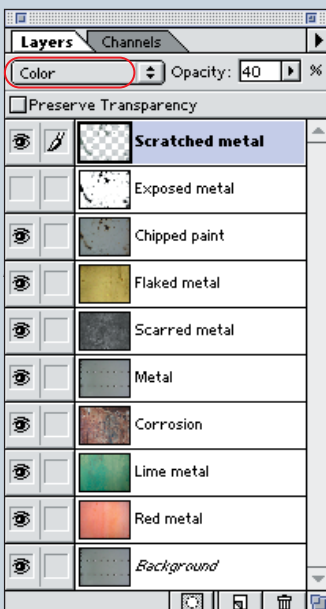 Layers Channels
Color Opacity: 40 %
Preserve Transparency
Scratched metal
Exposed metal
Chipped paint
Flaked metal
Scarred metal
Metal
Corrosion
Lime metal
Red metal
Background